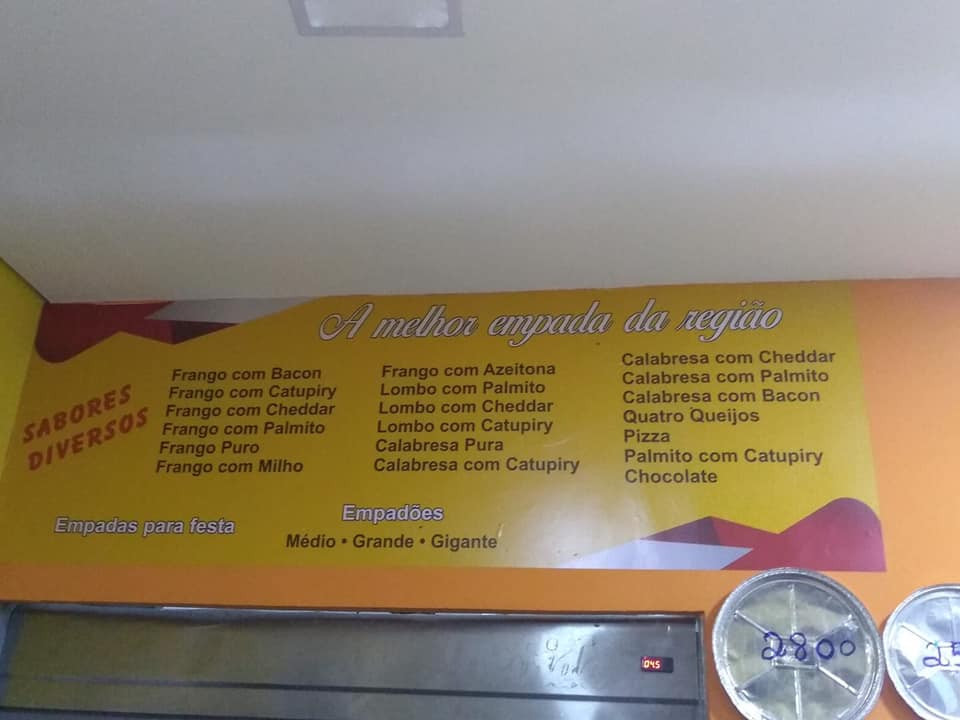 A melhor empada da região
SABORES
DIVERSOS
Frango com Bacon
Frango com Catupiry
Frango com Cheddar
Frango com Palmito
Frango Puro
Frango com Milho
Frango com Azeitona
Lombo com Palmito
Lombo com Cheddar
Lombo com Catupiry
Calabresa Pura
Calabresa com Catupiry
Calabresa com Cheddar
Calabresa com Palmito
Calabresa com Bacon
Quatro Queijos
Pizza
Palmito com Catupiry
Chocolate
Empadas para festa
Empadões
Médio • Grande • Gigante
045
2800